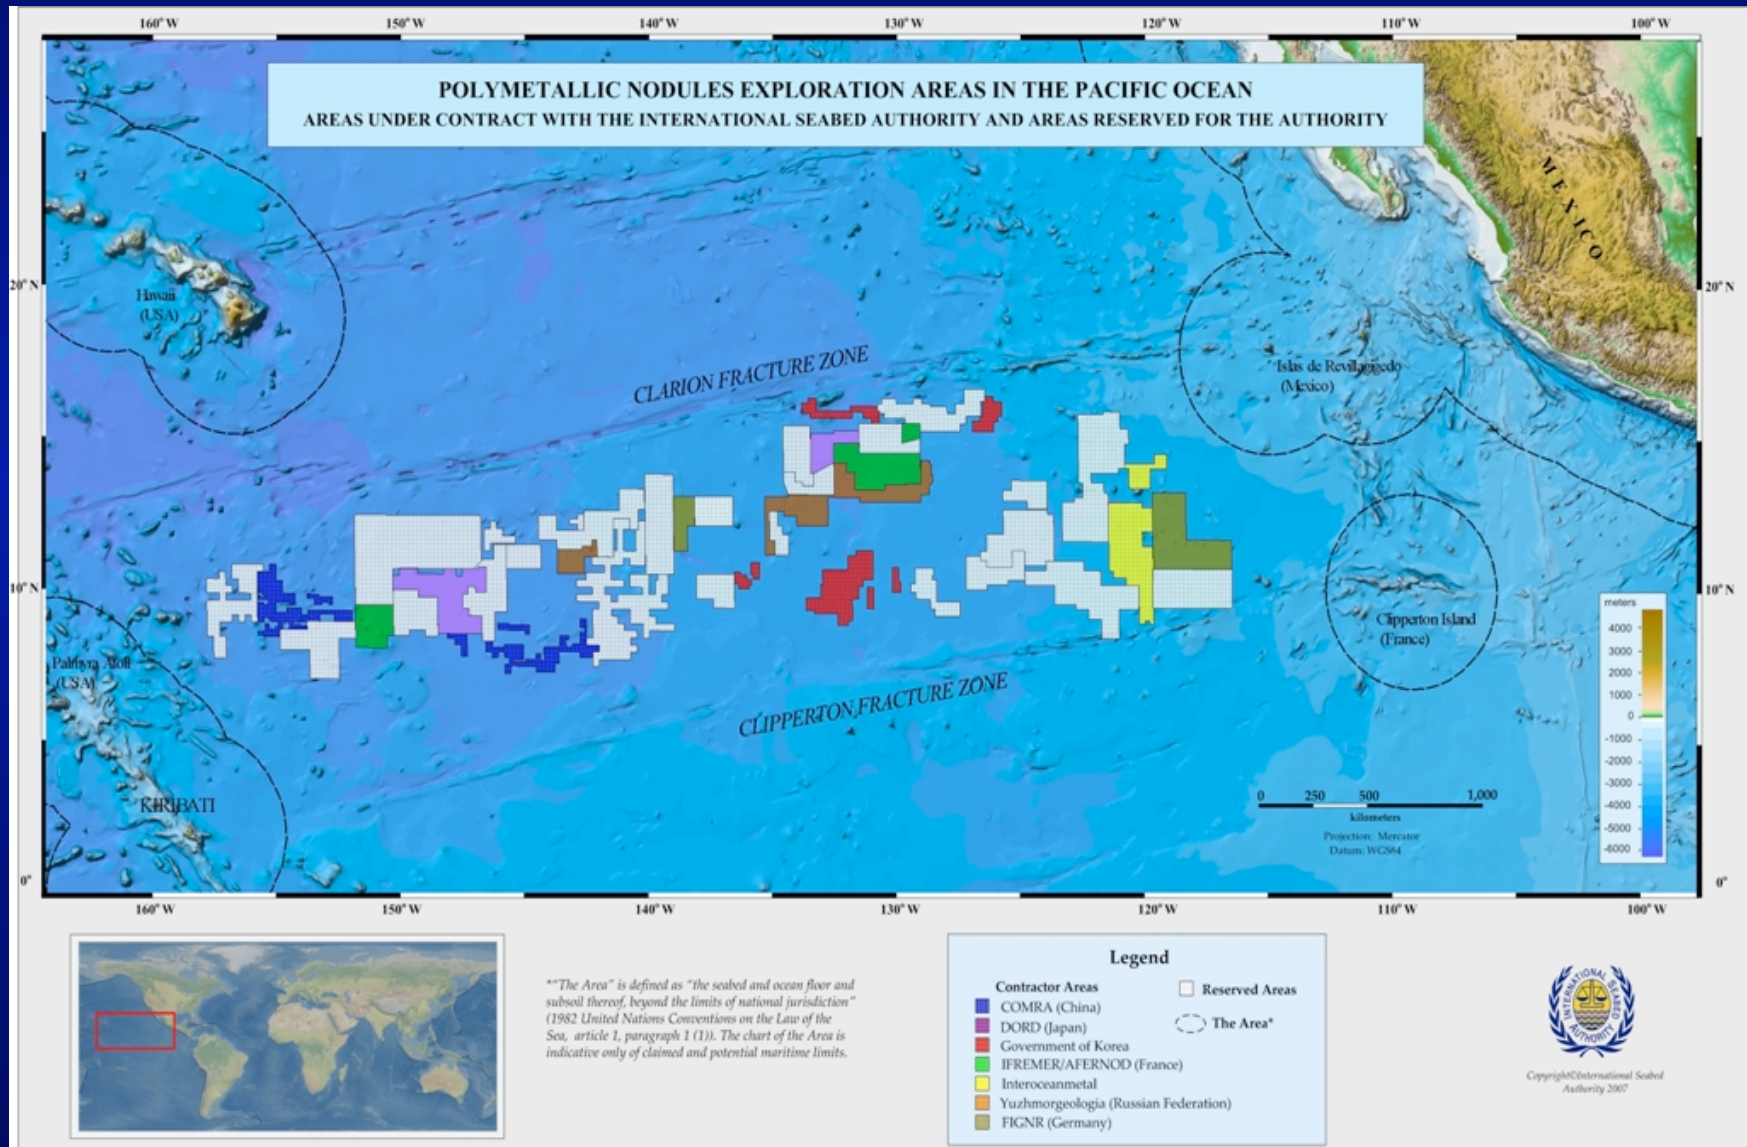 160° W 150° W 140° W 130° W 120° W 110° W 100° W
POLYMETALLIC NODULES EXPLORATION AREAS IN THE PACIFIC OCEAN
AREAS UNDER CONTRACT WITH THE INTERNATIONAL SEABED AUTHORITY AND AREAS RESERVED FOR THE AUTHORITY
MEXICO
20° N
20° N
Hawaii
(USA)
CLARION FRACTURE ZONE
Islas de Revillagigedo
(Mexico)
10° N
10° N
Clipperton Island
(France)
Palmyra Atoll
(USA)
CLIPPERTON FRACTURE ZONE
KIRIBATI
meters
4000
3000
2000
1000
0
-1000
-2000
-3000
-4000
-5000
-6000
0 250 500 1,000
kilometers
Projection: Mercator
Datum: WGS84
0°
0°
160° W 150° W 140° W 130° W 120° W 110° W 100° W
*"The Area" is defined as "the seabed and ocean floor and
subsoil thereof, beyond the limits of national jurisdiction"
(1982 United Nations Conventions on the Law of the
Sea, article 1, paragraph 1 (1)). The chart of the Area is
indicative only of claimed and potential maritime limits.
Legend
Contractor Areas
COMRA (China)
DORD (Japan)
Government of Korea
IFREMER/AFERNOD (France)
Interoceanmetal
Yuzhmorgeologia (Russian Federation)
FIGNR (Germany)
Reserved Areas
The Area*
INTERNATIONAL SEABED AUTHORITY
Copyright©International Seabed
Authority 2007